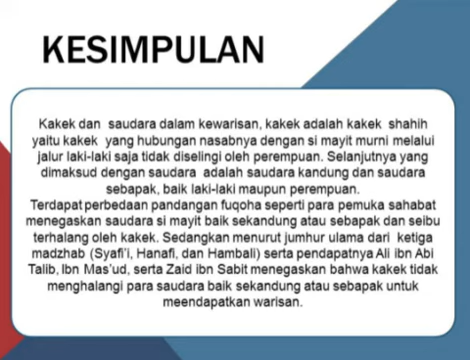 KESIMPULAN
Kakek dan saudara dalam kewarisan, kakek adalah kakek shahih
yaitu kakek yang hubungan nasabnya dengan si mayit murni melalui
jalur laki-laki saja tidak diselingi oleh perempuan. Selanjutnya yang
dimaksud dengan saudara adalah saudara kandung dan saudara
sebapak, baik laki-laki maupun perempuan.
Terdapat perbedaan pandangan fuqoha seperti para pemuka sahabat
menegaskan saudara si mayit baik sekandung atau sebapak dan seibu
terhalang oleh kakek. Sedangkan menurut jumhur ulama dari ketiga
madzhab (Syafi'i, Hanafi, dan Hambali) serta pendapatnya Ali ibn Abi
Talib, Ibn Mas'ud, serta Zaid ibn Sabit menegaskan bahwa kakek tidak
menghalangi para saudara baik sekandung atau sebapak untuk
meendapatkan warisan.